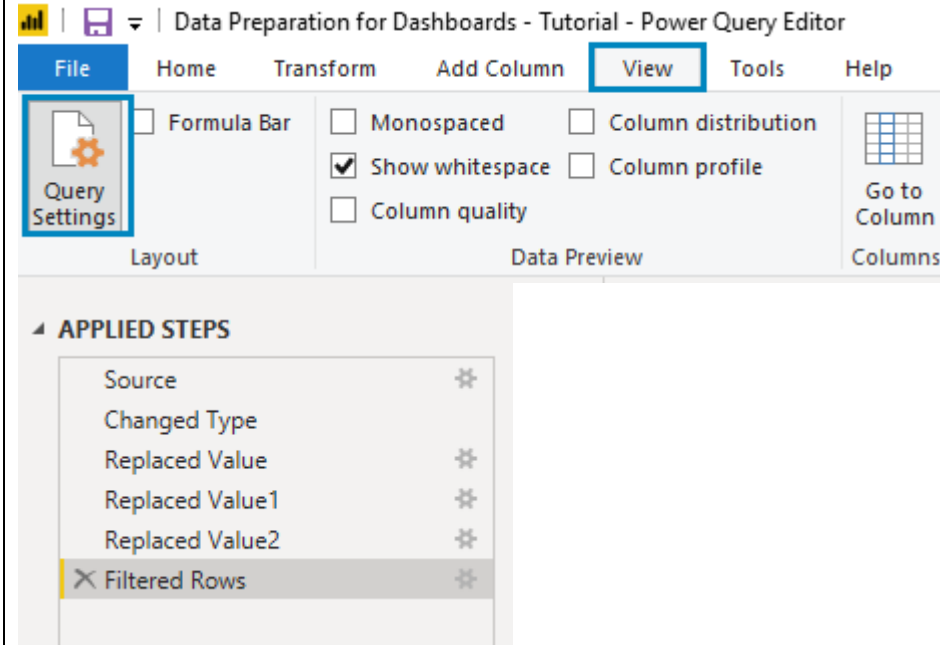 Data Preparation for Dashboards - Tutorial - Power Query Editor
File Home Transform Add Column View Tools Help
Formula Bar Monospaced Column distribution
Show whitespace Column profile
Query Settings
Column quality
Go to Column
Layout Data Preview Columns
APPLIED STEPS
Source
Changed Type
Replaced Value
Replaced Value1
Replaced Value2
Filtered Rows